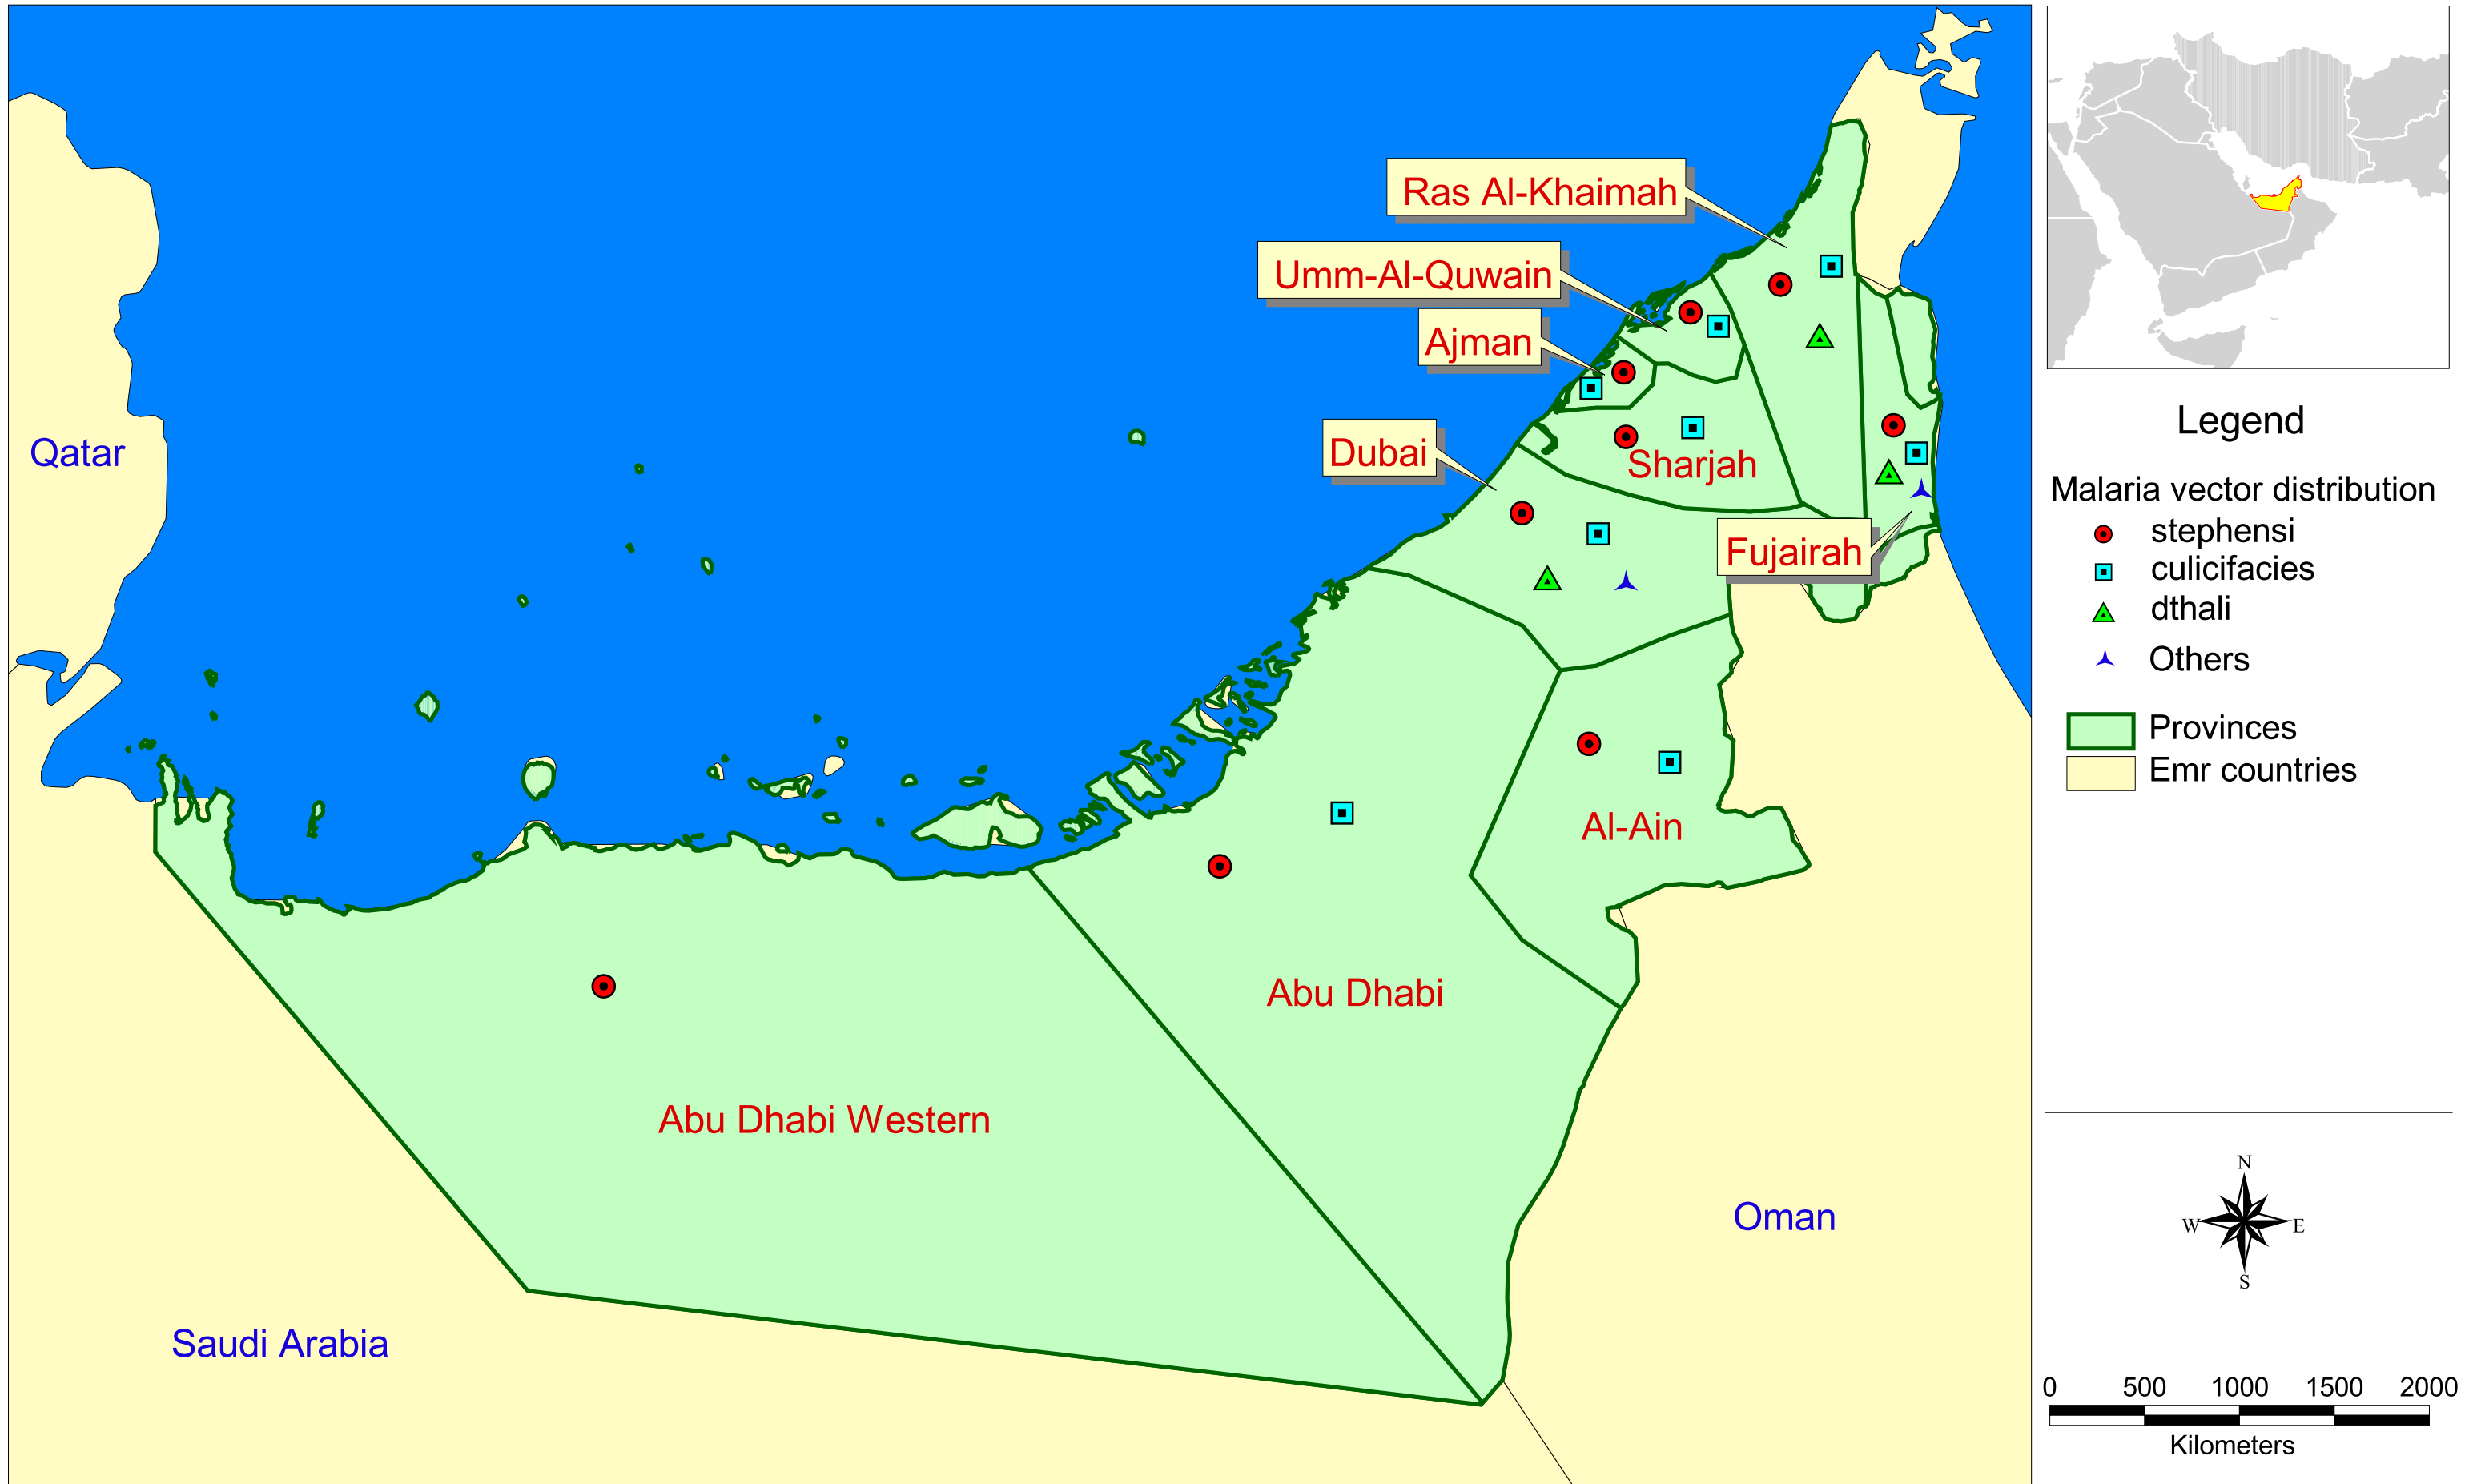 Ras Al-Khaimah
Umm-Al-Quwain
Ajman
Dubai
Sharjah
Fujairah
Qatar
Al-Ain
Abu Dhabi
Abu Dhabi Western
Oman
Saudi Arabia
Legend
Malaria vector distribution
stephensi
culicifacies
dthali
Others
Provinces
Emr countries
N
W E
S
0 500 1000 1500 2000
Kilometers